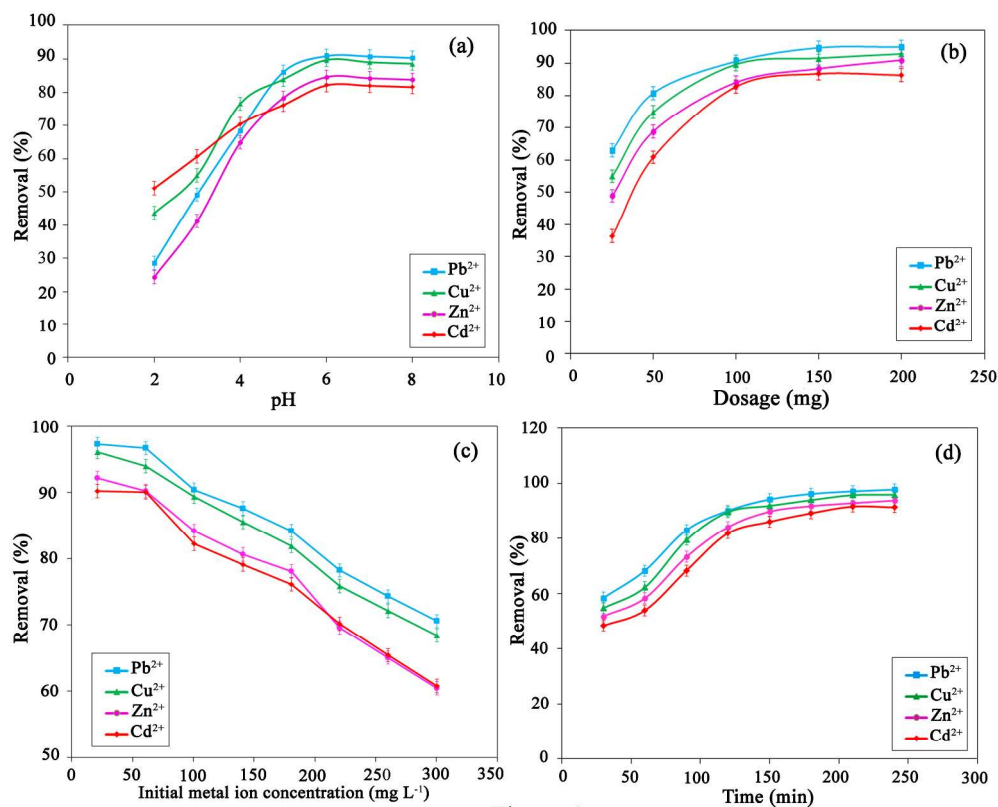 (a)
Removal (%)
100
90
80
70
60
50
40
30
20
10
0
0 2 4 6 8 10
pH
Pb²⁺
Cu²⁺
Zn²⁺
Cd²⁺
(b)
Removal (%)
100
90
80
70
60
50
40
30
20
10
0
0 50 100 150 200 250
Dosage (mg)
Pb²⁺
Cu²⁺
Zn²⁺
Cd²⁺
(c)
Removal (%)
100
90
80
70
60
50
0 50 100 150 200 250 300 350
Initial metal ion concentration (mg L⁻¹)
Pb²⁺
Cu²⁺
Zn²⁺
Cd²⁺
(d)
Removal (%)
120
100
80
60
40
20
0
0 50 100 150 200 250 300
Time (min)
Pb²⁺
Cu²⁺
Zn²⁺
Cd²⁺